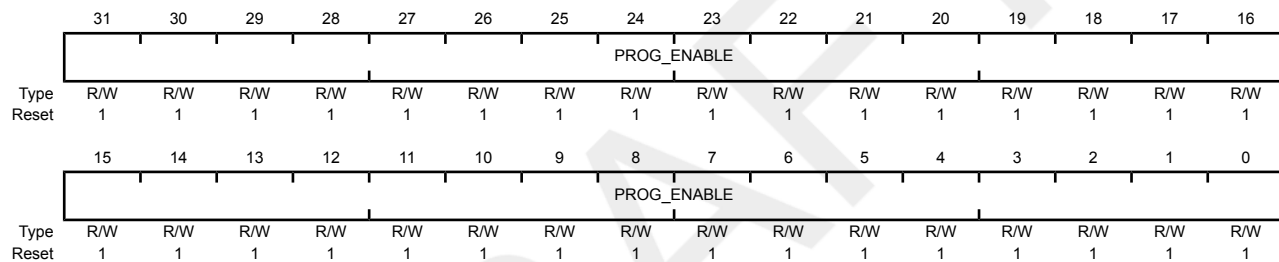 31 30 29 28 27 26 25 24 23 22 21 20 19 18 17 16
PROG_ENABLE
Type R/W R/W R/W R/W R/W R/W R/W R/W R/W R/W R/W R/W R/W R/W R/W R/W
Reset 1 1 1 1 1 1 1 1 1 1 1 1 1 1 1 1
15 14 13 12 11 10 9 8 7 6 5 4 3 2 1 0
PROG_ENABLE
Type R/W R/W R/W R/W R/W R/W R/W R/W R/W R/W R/W R/W R/W R/W R/W R/W
Reset 1 1 1 1 1 1 1 1 1 1 1 1 1 1 1 1